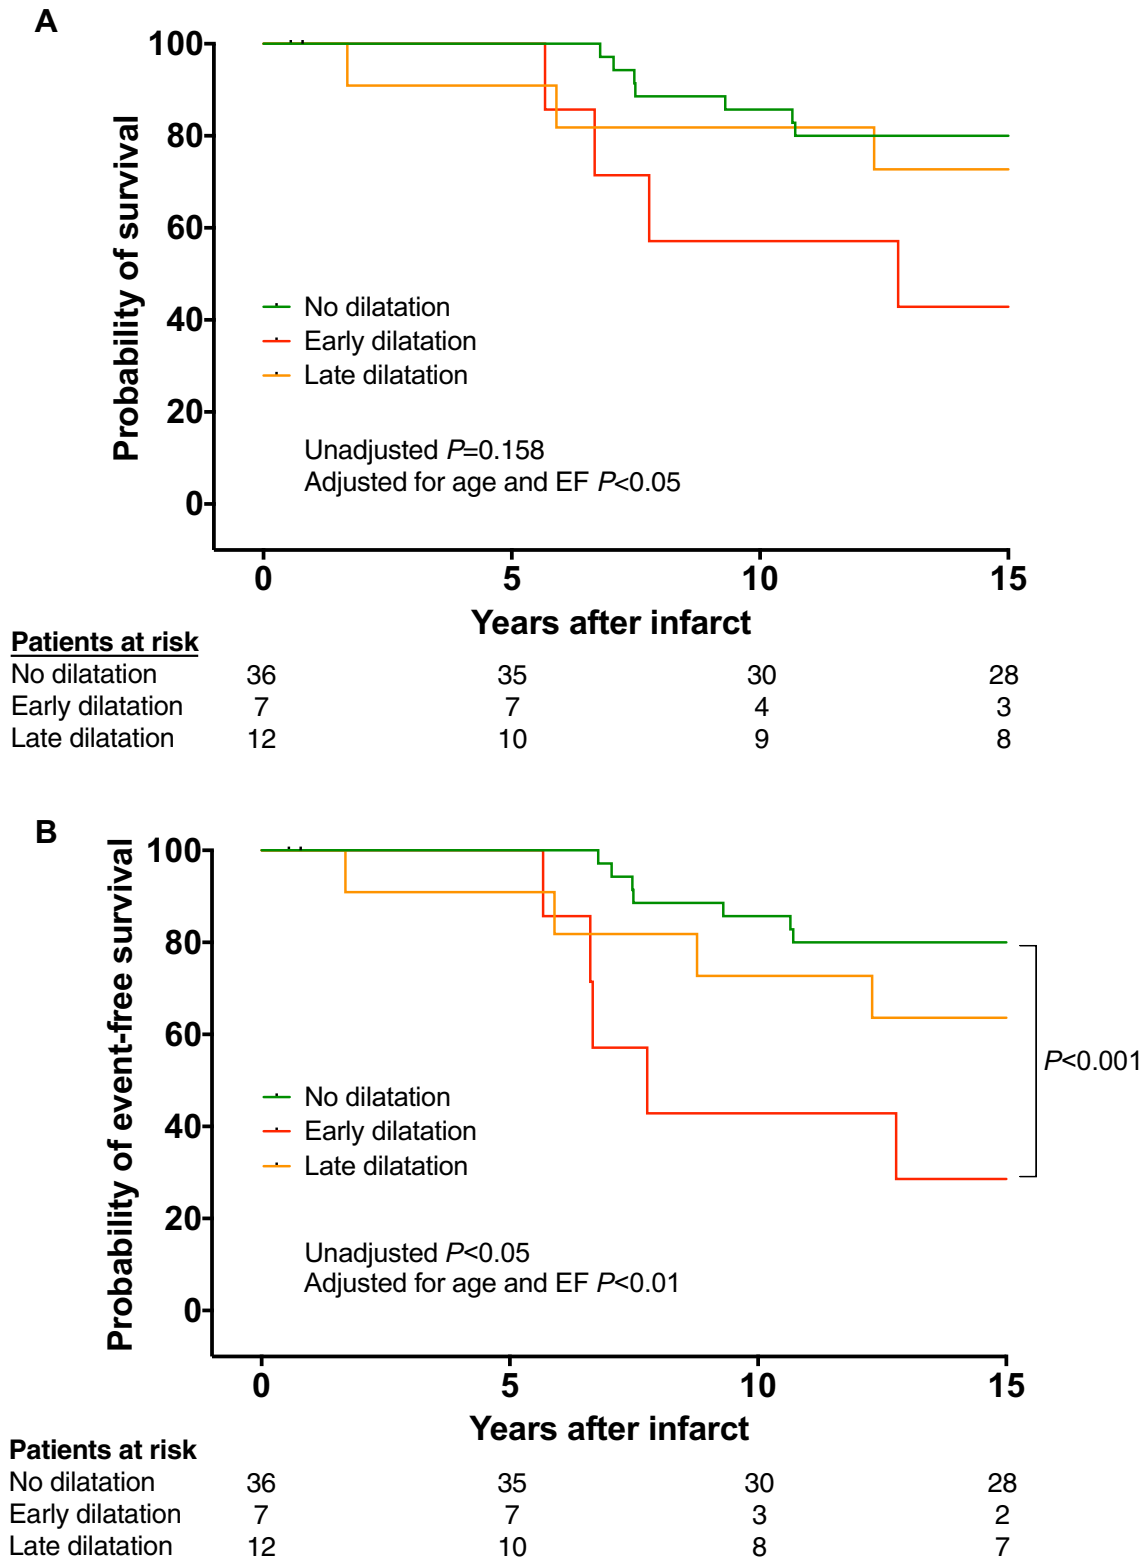 A
Probability of survival
100
80
60
40
20
0
No dilatation
Early dilatation
Late dilatation
Unadjusted P=0.158
Adjusted for age and EF P<0.05
0 5 10 15
Years after infarct
Patients at risk
No dilatation 36 35 30 28
Early dilatation 7 7 4 3
Late dilatation 12 10 9 8
B
Probability of event-free survival
100
80
60
40
20
0
P<0.001
No dilatation
Early dilatation
Late dilatation
Unadjusted P<0.05
Adjusted for age and EF P<0.01
0 5 10 15
Years after infarct
Patients at risk
No dilatation 36 35 30 28
Early dilatation 7 7 3 2
Late dilatation 12 10 8 7